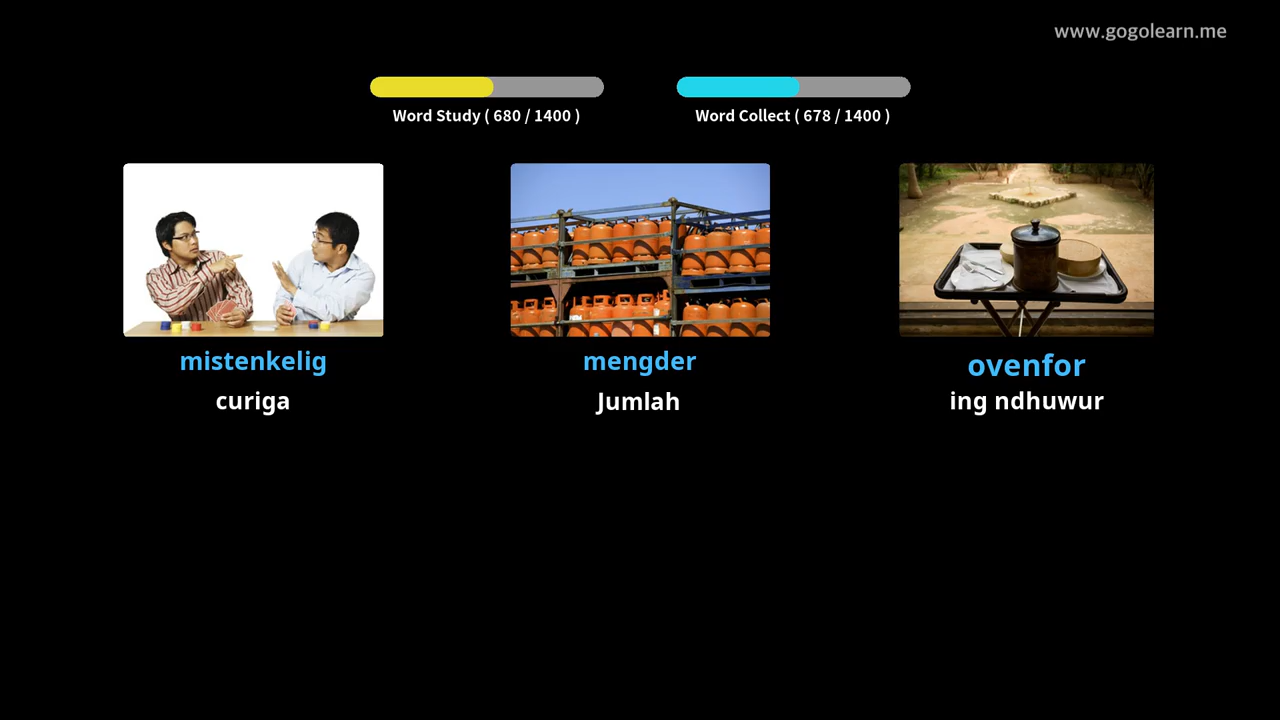 www.gogolearn.me
Word Study ( 680 / 1400 )
Word Collect ( 678 / 1400 )
mistenkelig
curiga
mengder
Jumlah
ovenfor
ing ndhuwur